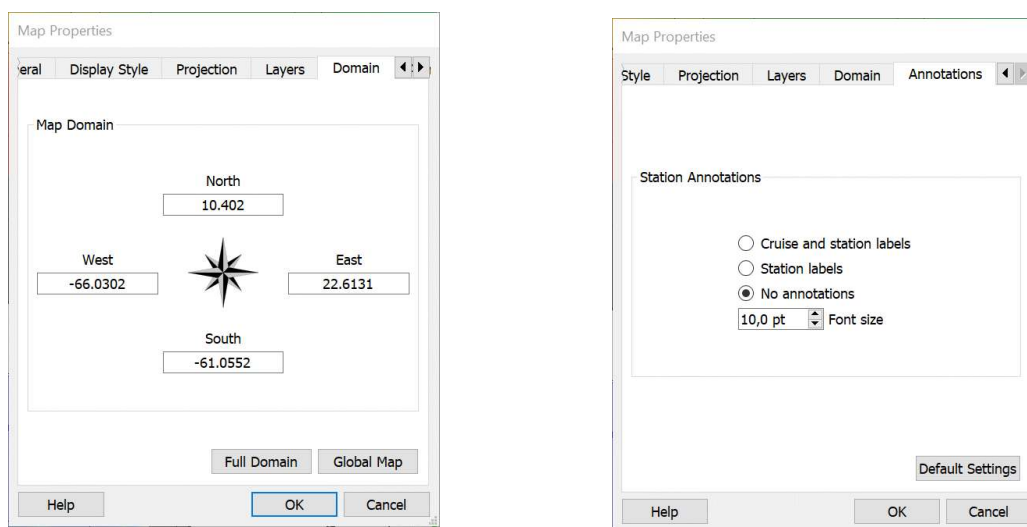 Map Properties
eral Display Style Projection Layers Domain
Map Domain
North
10.402
West East
-66.0302 22.6131
South
-61.0552
Full Domain Global Map
Help OK Cancel
Map Properties
Style Projection Layers Domain Annotations
Station Annotations
Cruise and station labels
Station labels
No annotations
10,0 pt Font size
Default Settings
Help OK Cancel